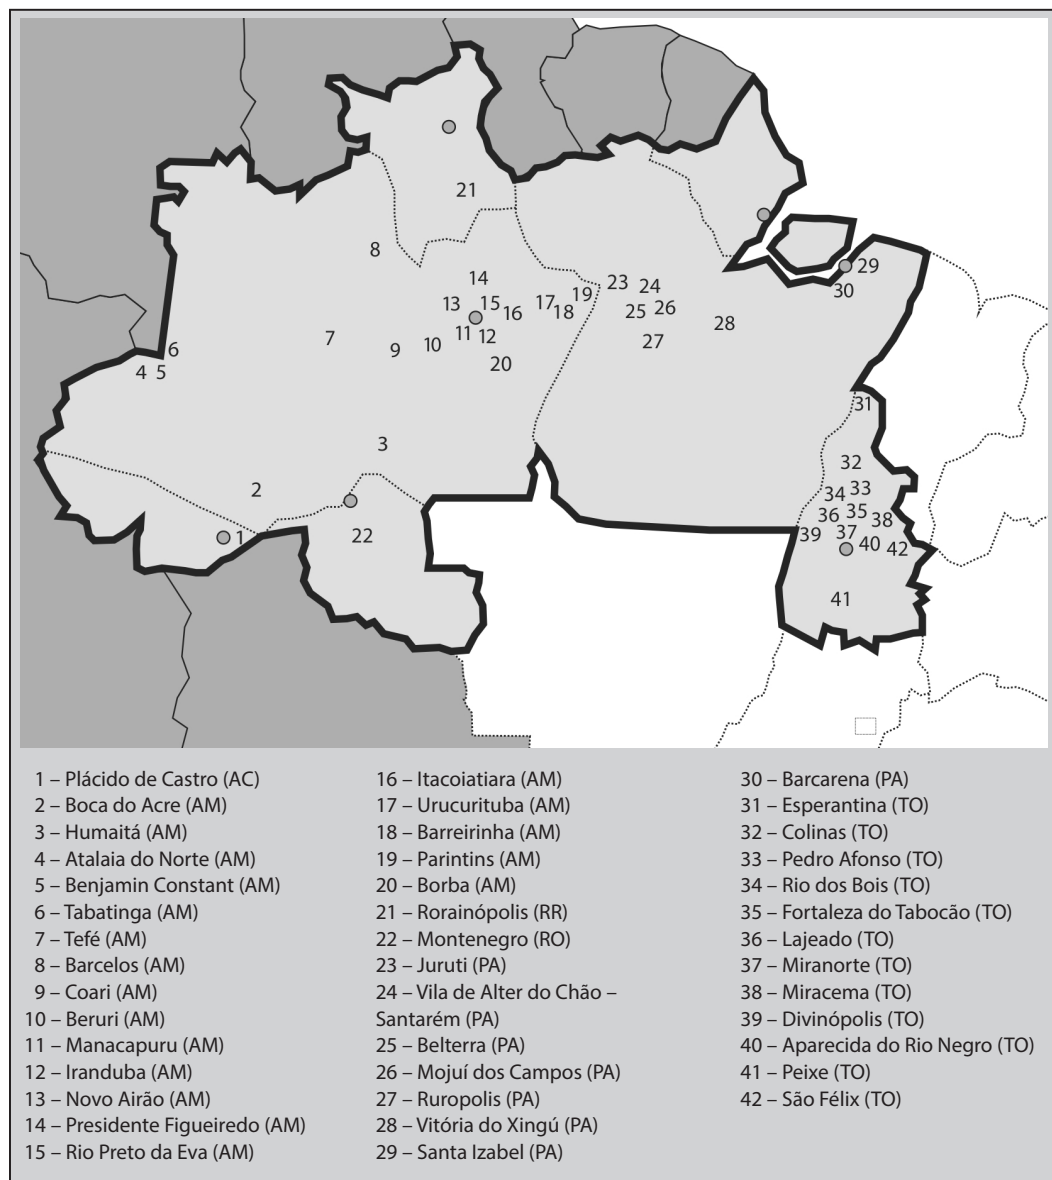 21
8
14
23
24
29
30
13
15
16
17
18
19
25
26
28
7
9
10
11
12
20
27
6
4
5
31
3
32
2
34
33
36
35
38
1
22
39
37
40
42
41
1 – Plácido de Castro (AC)
2 – Boca do Acre (AM)
3 – Humaitá (AM)
4 – Atalaia do Norte (AM)
5 – Benjamin Constant (AM)
6 – Tabatinga (AM)
7 – Tefé (AM)
8 – Barcelos (AM)
9 – Coari (AM)
10 – Beruri (AM)
11 – Manacapuru (AM)
12 – Iranduba (AM)
13 – Novo Airão (AM)
14 – Presidente Figueiredo (AM)
15 – Rio Preto da Eva (AM)
16 – Itacoiatiara (AM)
17 – Urucurituba (AM)
18 – Barreirinha (AM)
19 – Parintins (AM)
20 – Borba (AM)
21 – Rorainópolis (RR)
22 – Montenegro (RO)
23 – Juruti (PA)
24 – Vila de Alter do Chão –
Santarém (PA)
25 – Belterra (PA)
26 – Mojuí dos Campos (PA)
27 – Ruropolis (PA)
28 – Vitória do Xingú (PA)
29 – Santa Izabel (PA)
30 – Barcarena (PA)
31 – Esperantina (TO)
32 – Colinas (TO)
33 – Pedro Afonso (TO)
34 – Rio dos Bois (TO)
35 – Fortaleza do Tabocão (TO)
36 – Lajeado (TO)
37 – Miranorte (TO)
38 – Miracema (TO)
39 – Divinópolis (TO)
40 – Aparecida do Rio Negro (TO)
41 – Peixe (TO)
42 – São Félix (TO)